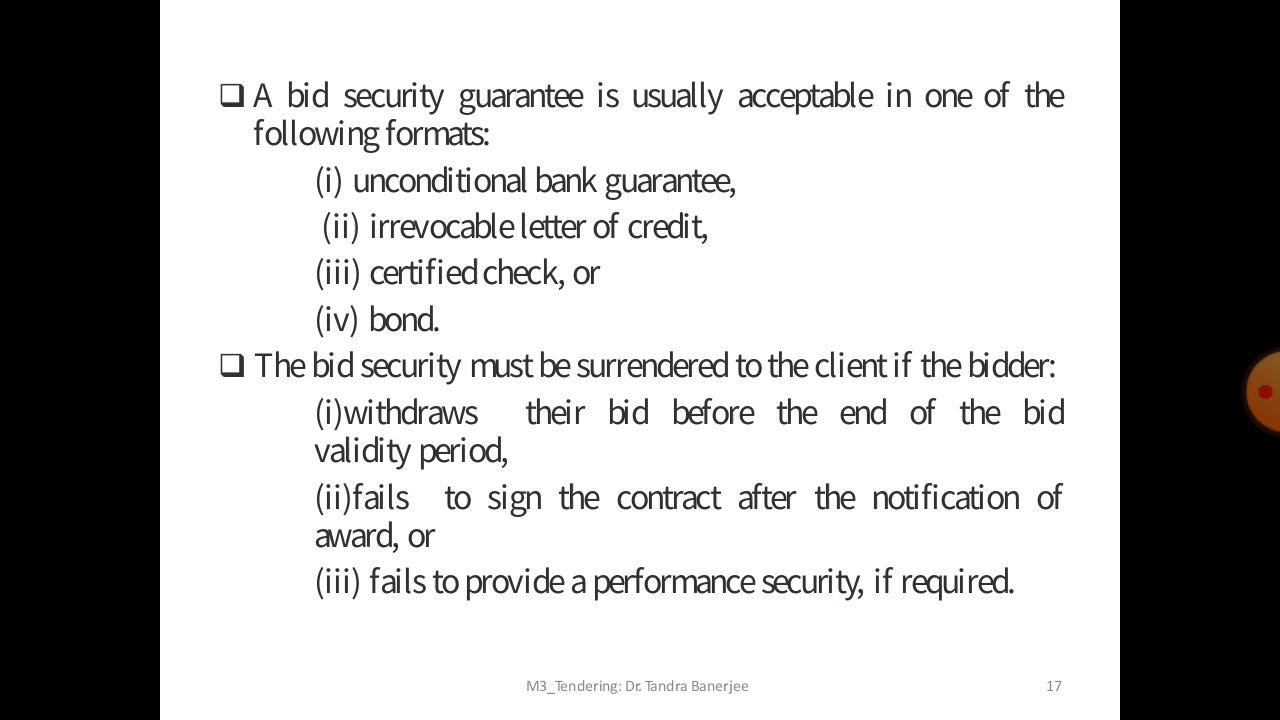 A bid security guarantee is usually acceptable in one of the
following formats:
(i) unconditional bank guarantee,
(ii) irrevocable letter of credit,
(iii) certified check, or
(iv) bond.
The bid security must be surrendered to the client if the bidder:
(i)withdraws their bid before the end of the bid
validity period,
(ii)fails to sign the contract after the notification of
award, or
(iii) fails to provide a performance security, if required.
M3_Tendering: Dr. Tandra Banerjee 17